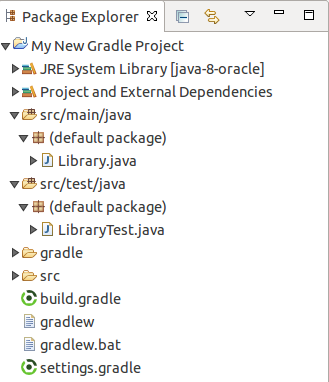 Package Explorer
My New Gradle Project
JRE System Library [java-8-oracle]
Project and External Dependencies
src/main/java
(default package)
Library.java
src/test/java
(default package)
LibraryTest.java
gradle
src
build.gradle
gradlew
gradlew.bat
settings.gradle